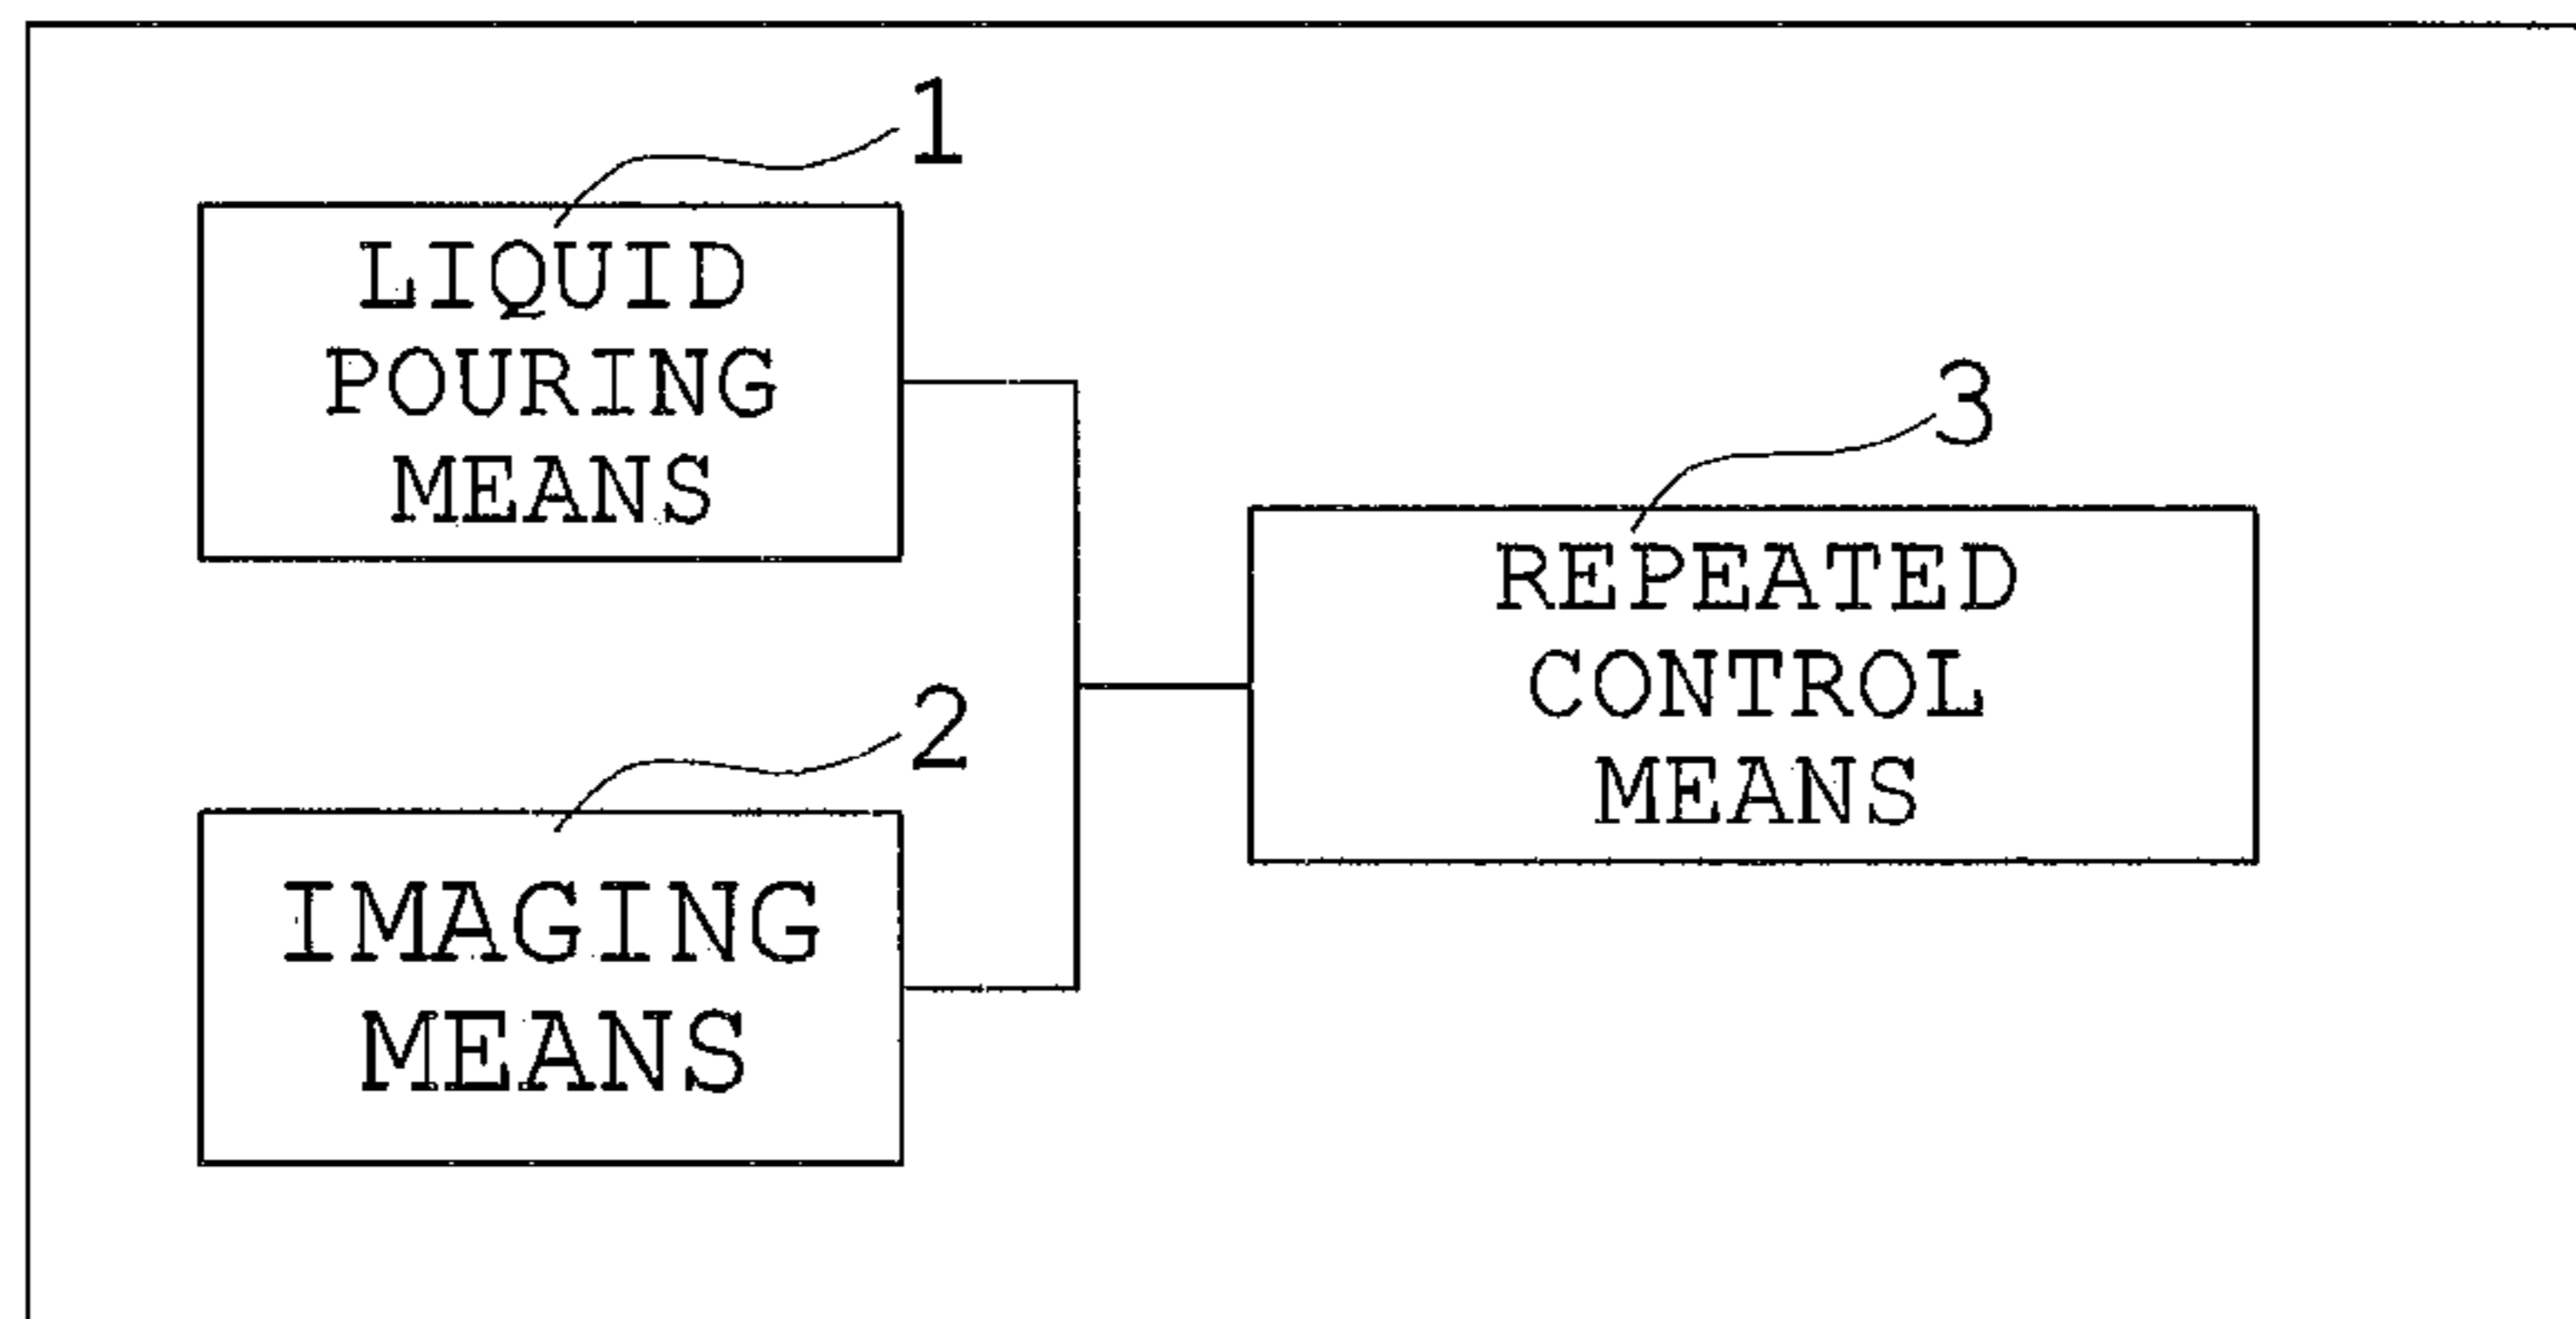 1
LIQUID
POURING
MEANS
2
IMAGING
MEANS
3
REPEATED
CONTROL
MEANS